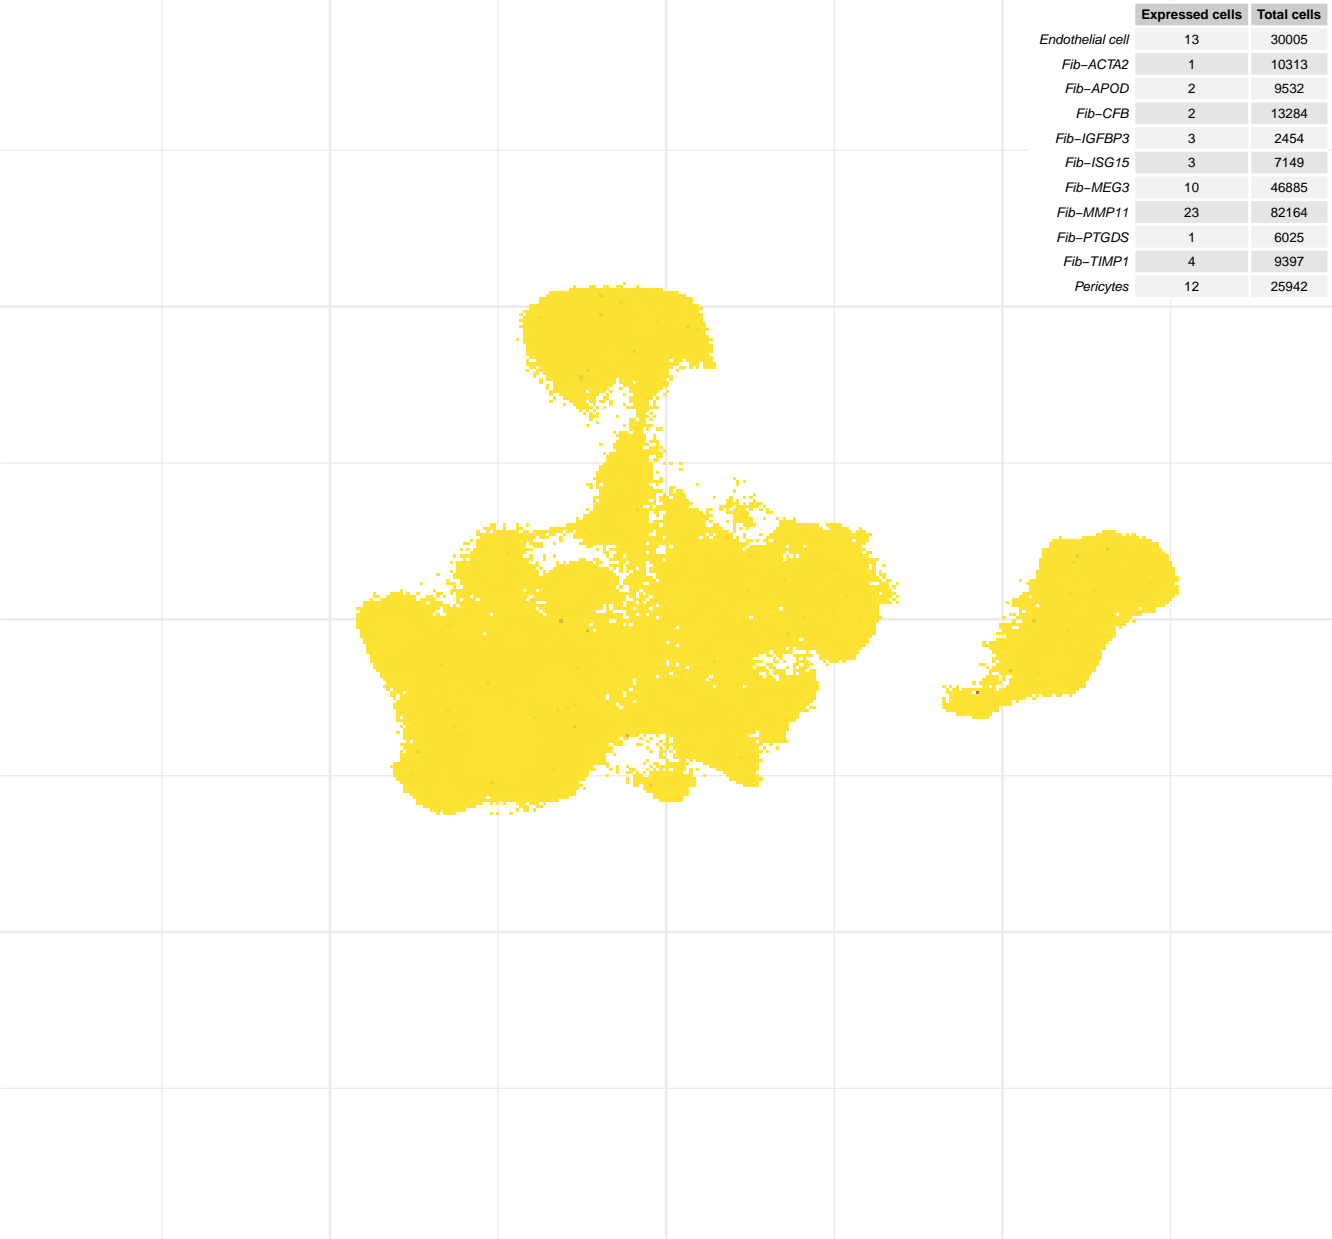 Expressed cells Total cells
Endothelial cell 13 30005
Fib−ACTA2 1 10313
Fib−APOD 2 9532
Fib−CFB 2 13284
Fib−IGFBP3 3 2454
Fib−ISG15 3 7149
Fib−MEG3 10 46885
Fib−MMP11 23 82164
Fib−PTGDS 1 6025
Fib−TIMP1 4 9397
Pericytes 12 25942